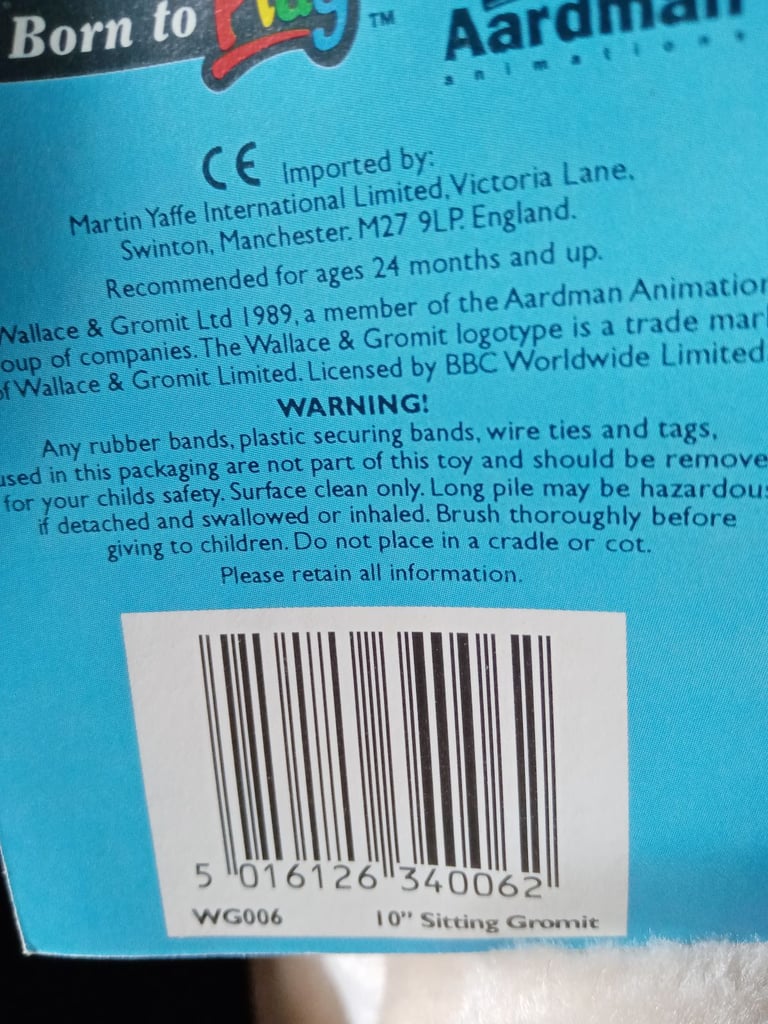 Born to Play™
Aardman
animations
CE Imported by:
Martin Yaffe International Limited, Victoria Lane,
Swinton, Manchester. M27 9LP. England.
Recommended for ages 24 months and up.
Wallace & Gromit Ltd 1989, a member of the Aardman Animation
oup of companies. The Wallace & Gromit logotype is a trade mark
of Wallace & Gromit Limited. Licensed by BBC Worldwide Limited.
WARNING!
Any rubber bands, plastic securing bands, wire ties and tags,
used in this packaging are not part of this toy and should be remove
for your childs safety. Surface clean only. Long pile may be hazardous
if detached and swallowed or inhaled. Brush thoroughly before
giving to children. Do not place in a cradle or cot.
Please retain all information.
5 016126 340062
WG006 10" Sitting Gromit